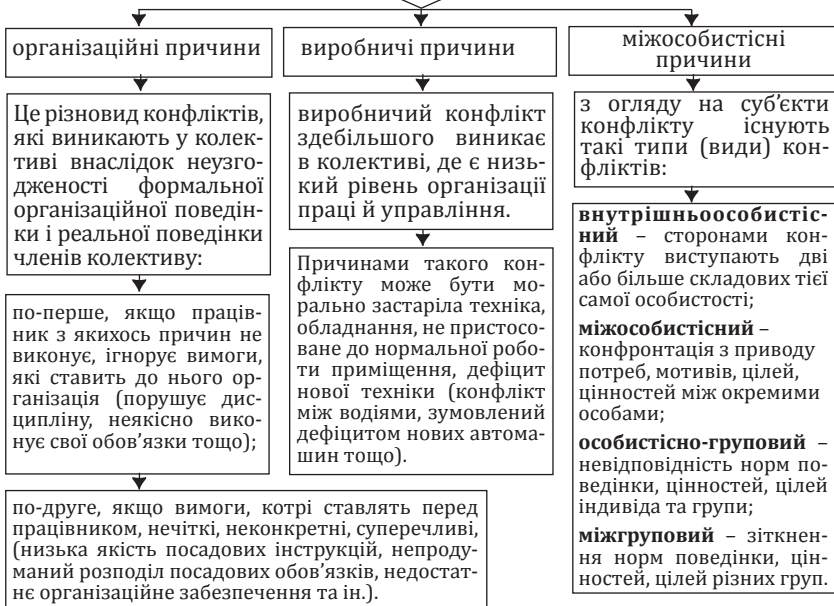 організаційні причини
Це різновид конфліктів,
які виникають у колек-
тиві внаслідок неузго-
дженості формальної
організаційної поведін-
ки і реальної поведінки
членів колективу:
по-перше, якщо праців-
ник з якихось причин не
виконує, ігнорує вимоги,
які ставить до нього ор-
ганізація (порушує дис-
ципліну, неякісно вико-
нує свої обов'язки тощо);
по-друге, якщо вимоги, котрі ставлять перед
працівником, нечіткі, неконкретні, суперечливі,
(низька якість посадових інструкцій, непроду-
маний розподіл посадових обов'язків, недостат-
нє організаційне забезпечення та ін.).
виробничі причини
виробничий конфлікт
здебільшого виникає
в колективі, де є низь-
кий рівень організації
праці й управління.
Причинами такого кон-
флікту може бути мо-
рально застаріла техніка,
обладнання, не пристосо-
ване до нормальної робо-
ти приміщення, дефіцит
нової техніки (конфлікт
між водіями, зумовлений
дефіцитом нових автома-
шин тощо).
міжособистісні
причини
з огляду на суб'єкти
конфлікту існують
такі типи (види) кон-
фліктів:
внутрішньоособистіс-
ний – сторонами кон-
флікту виступають дві
або більше складових тієї
самої особистості;
міжособистісний –
конфронтація з приводу
потреб, мотивів, цілей,
цінностей між окремими
особами;
особистісно-груповий –
невідповідність норм по-
ведінки, цінностей, цілей
індивіда та групи;
міжгруповий – зіткнен-
ня норм поведінки, цін-
ностей, цілей різних груп.